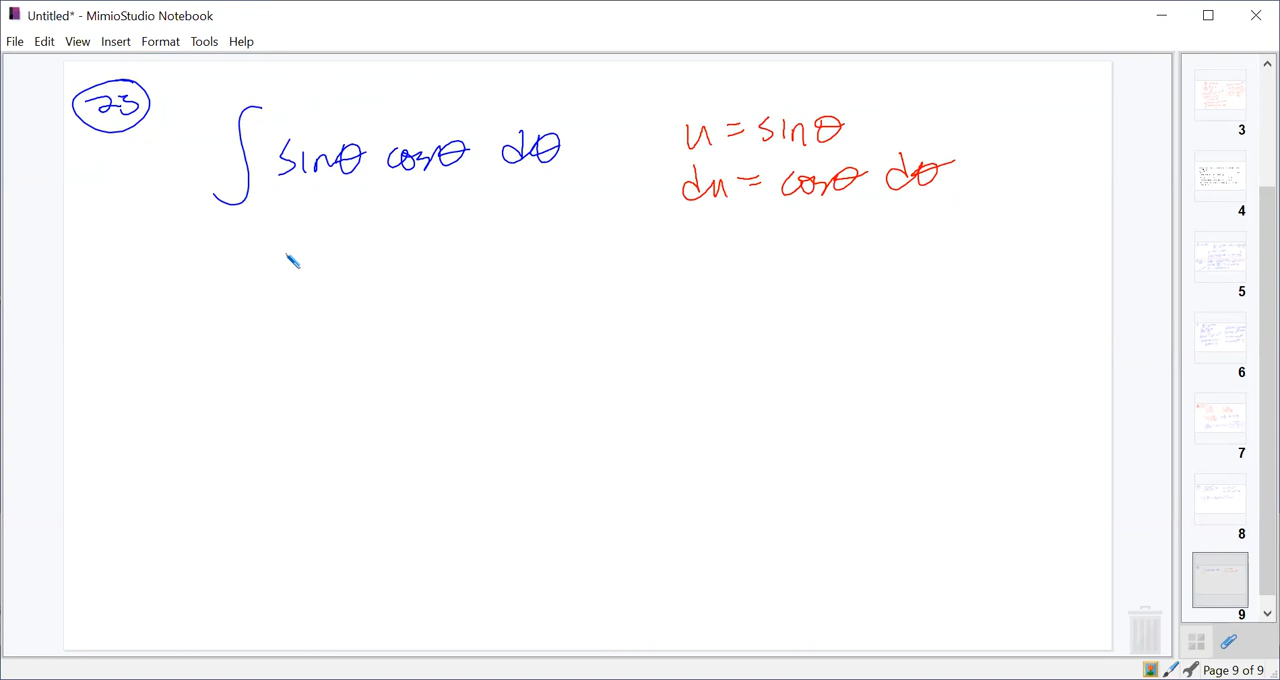 Untitled* - MimioStudio Notebook
File Edit View Insert Format Tools Help
23
∫ sinθ cosθ dθ
u = sinθ
du = cosθ dθ
3
4
5
6
7
8
9
Page 9 of 9